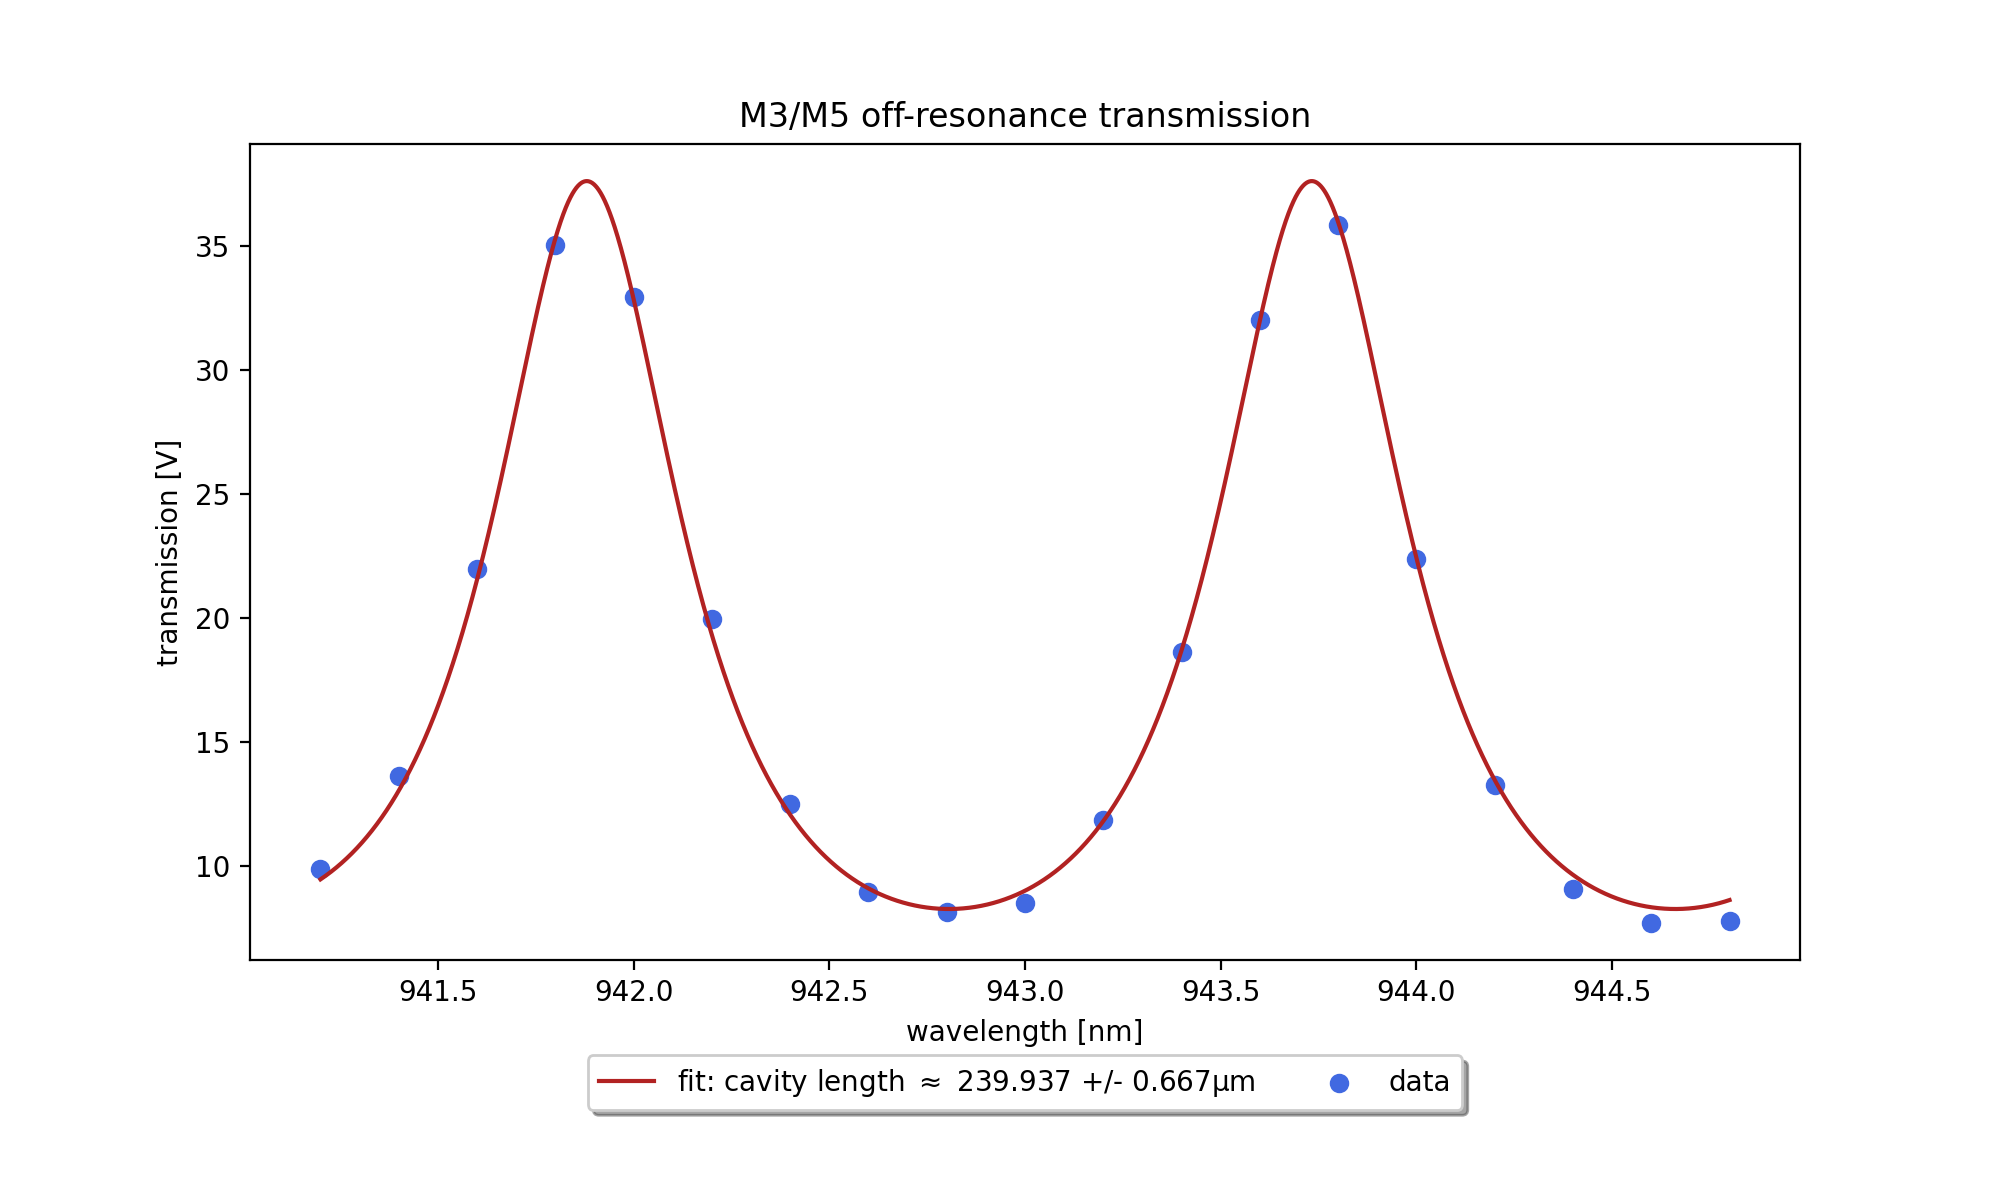 M3/M5 off-resonance transmission
transmission [V]
35
30
25
20
15
10
941.5 942.0 942.5 943.0 943.5 944.0 944.5
wavelength [nm]
fit: cavity length ≈ 239.937 +/- 0.667μm data